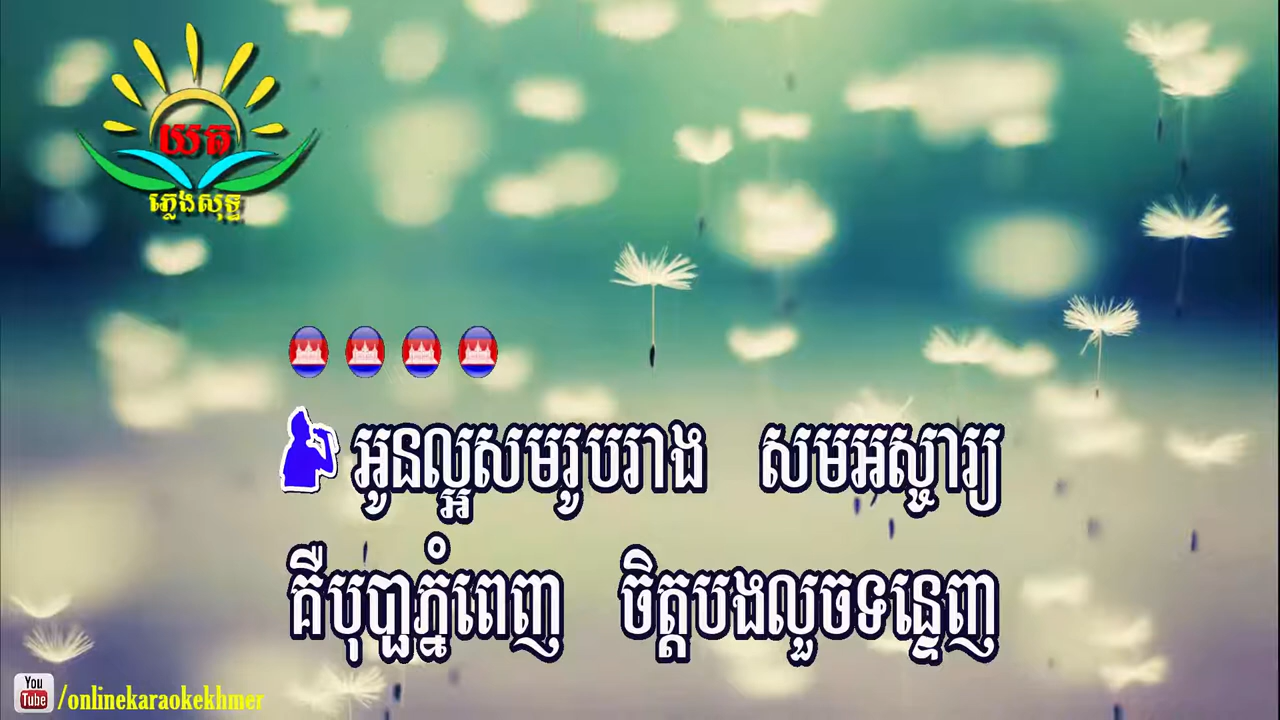 យត
ភ្លេងសុទ្ធ
អូនល្អសមរូបរាង សមអស្ចារ្យ
គឺបុប្ផាភ្នំពេញ ចិត្តបងលួចទន្ទេញ
You Tube /onlinekaraokekhmer